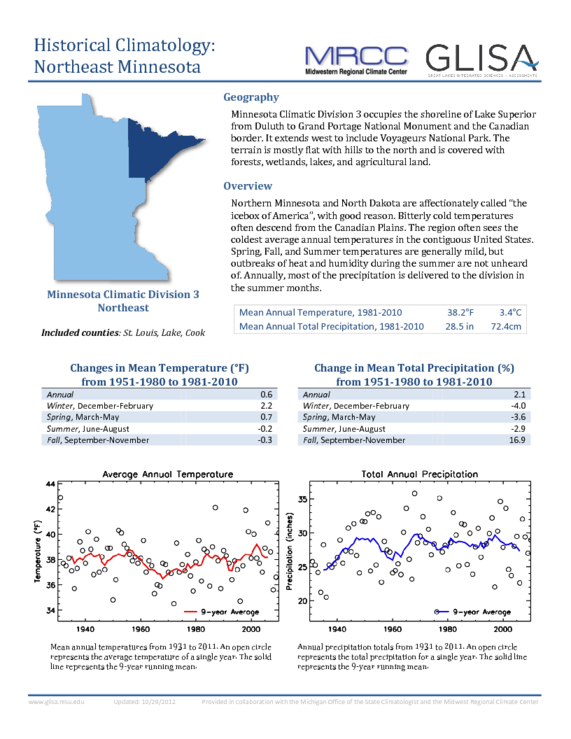 Historical Climatology:
Northeast Minnesota
MRCC
Midwestern Regional Climate Center
GLISA
GREAT LAKES INTEGRATED SCIENCES + ASSESSMENTS
Minnesota Climatic Division 3
Northeast
Included counties: St. Louis, Lake, Cook
Geography
Minnesota Climatic Division 3 occupies the shoreline of Lake Superior
from Duluth to Grand Portage National Monument and the Canadian
border. It extends west to include Voyageurs National Park. The
terrain is mostly flat with hills to the north and is covered with
forests, wetlands, lakes, and agricultural land.
Overview
Northern Minnesota and North Dakota are affectionately called "the
icebox of America", with good reason. Bitterly cold temperatures
often descend from the Canadian Plains. The region often sees the
coldest average annual temperatures in the contiguous United States.
Spring, Fall, and Summer temperatures are generally mild, but
outbreaks of heat and humidity during the summer are not unheard
of. Annually, most of the precipitation is delivered to the division in
the summer months.
Mean Annual Temperature, 1981-2010 38.2°F 3.4°C
Mean Annual Total Precipitation, 1981-2010 28.5 in 72.4cm
Changes in Mean Temperature (°F)
from 1951-1980 to 1981-2010
Annual 0.6
Winter, December-February 2.2
Spring, March-May 0.7
Summer, June-August -0.2
Fall, September-November -0.3
Change in Mean Total Precipitation (%)
from 1951-1980 to 1981-2010
Annual 2.1
Winter, December-February -4.0
Spring, March-May -3.6
Summer, June-August -2.9
Fall, September-November 16.9
Average Annual Temperature
Temperature (°F)
44
42
40
38
36
34
9-year Average
1940 1960 1980 2000
Mean annual temperatures from 1931 to 2011. An open circle
represents the average temperature of a single year. The solid
line represents the 9-year running mean.
Total Annual Precipitation
Precipitation (inches)
35
30
25
20
9-year Average
1940 1960 1980 2000
Annual precipitation totals from 1931 to 2011. An open circle
represents the total precipitation for a single year. The solid line
represents the 9-year running mean.
www.glisa.msu.edu Updated: 10/29/2012 Provided in collaboration with the Michigan Office of the State Climatologist and the Midwest Regional Climate Center